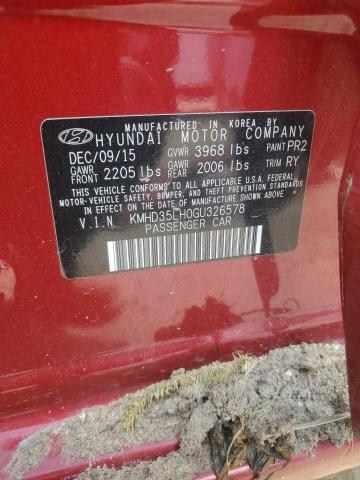 MANUFACTURED IN KOREA BY
HYUNDAI MOTOR COMPANY
DEC/09/15 GVWR 3968 lbs PAINT PR2
GAWR FRONT 2205 lbs GAWR REAR 2006 lbs TRIM RY
THIS VEHICLE CONFORMS TO ALL APPLICABLE U.S.A FEDERAL
MOTOR VEHICLE SAFETY, BUMPER, AND THEFT PREVENTION
STANDARDS IN EFFECT ON THE DATE OF MANUFACTURE SHOWN ABOVE.
V.I.N KMHD35LH0GU326578
PASSENGER CAR